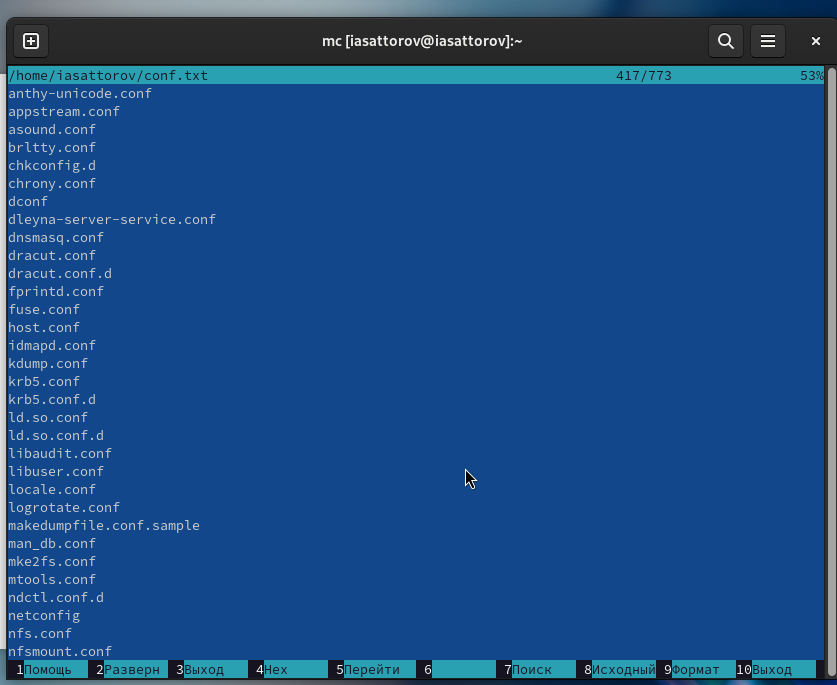 mc [iasattorov@iasattorov]:~
/home/iasattorov/conf.txt 417/773 53%
anthy-unicode.conf
appstream.conf
asound.conf
brltty.conf
chkconfig.d
chrony.conf
dconf
dleyna-server-service.conf
dnsmasq.conf
dracut.conf
dracut.conf.d
fprintd.conf
fuse.conf
host.conf
idmapd.conf
kdump.conf
krb5.conf
krb5.conf.d
ld.so.conf
ld.so.conf.d
libaudit.conf
libuser.conf
locale.conf
logrotate.conf
makedumpfile.conf.sample
man_db.conf
mke2fs.conf
mtools.conf
ndctl.conf.d
netconfig
nfs.conf
nfsmount.conf
1Помощь 2Разверн 3Выход 4Hex 5Перейти 6 7Поиск 8Исходный 9Формат 10Выход